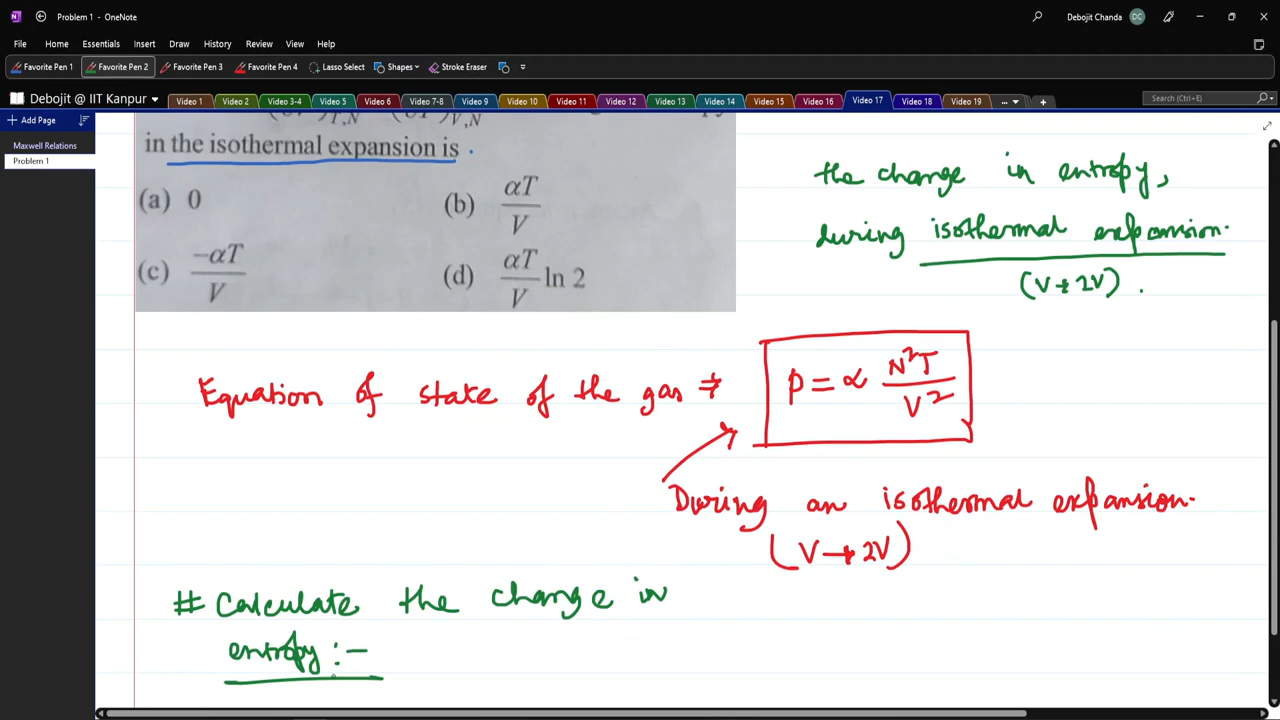 Problem 1 - OneNote
Debojit Chanda DC
File Home Essentials Insert Draw History Review View Help
Favorite Pen 1 Favorite Pen 2 Favorite Pen 3 Favorite Pen 4 Lasso Select Shapes Stroke Eraser
Debojit @ IIT Kanpur Video 1 Video 2 Video 3-4 Video 5 Video 6 Video 7-8 Video 9 Video 10 Video 11 Video 12 Video 13 Video 14 Video 15 Video 16 Video 17 Video 18 Video 19 ... + Search (Ctrl+E)
+ Add Page
Maxwell Relations
Problem 1
in the isothermal expansion is .
(a) 0
(b) αT/V
(c) -αT/V
(d) αT/V ln 2
the change in entropy,
during isothermal expansion.
(V→2V).
Equation of state of the gas ⇒ p = α N²T/V²
During an isothermal expansion.
(V→2V)
# Calculate the change in
entropy :-